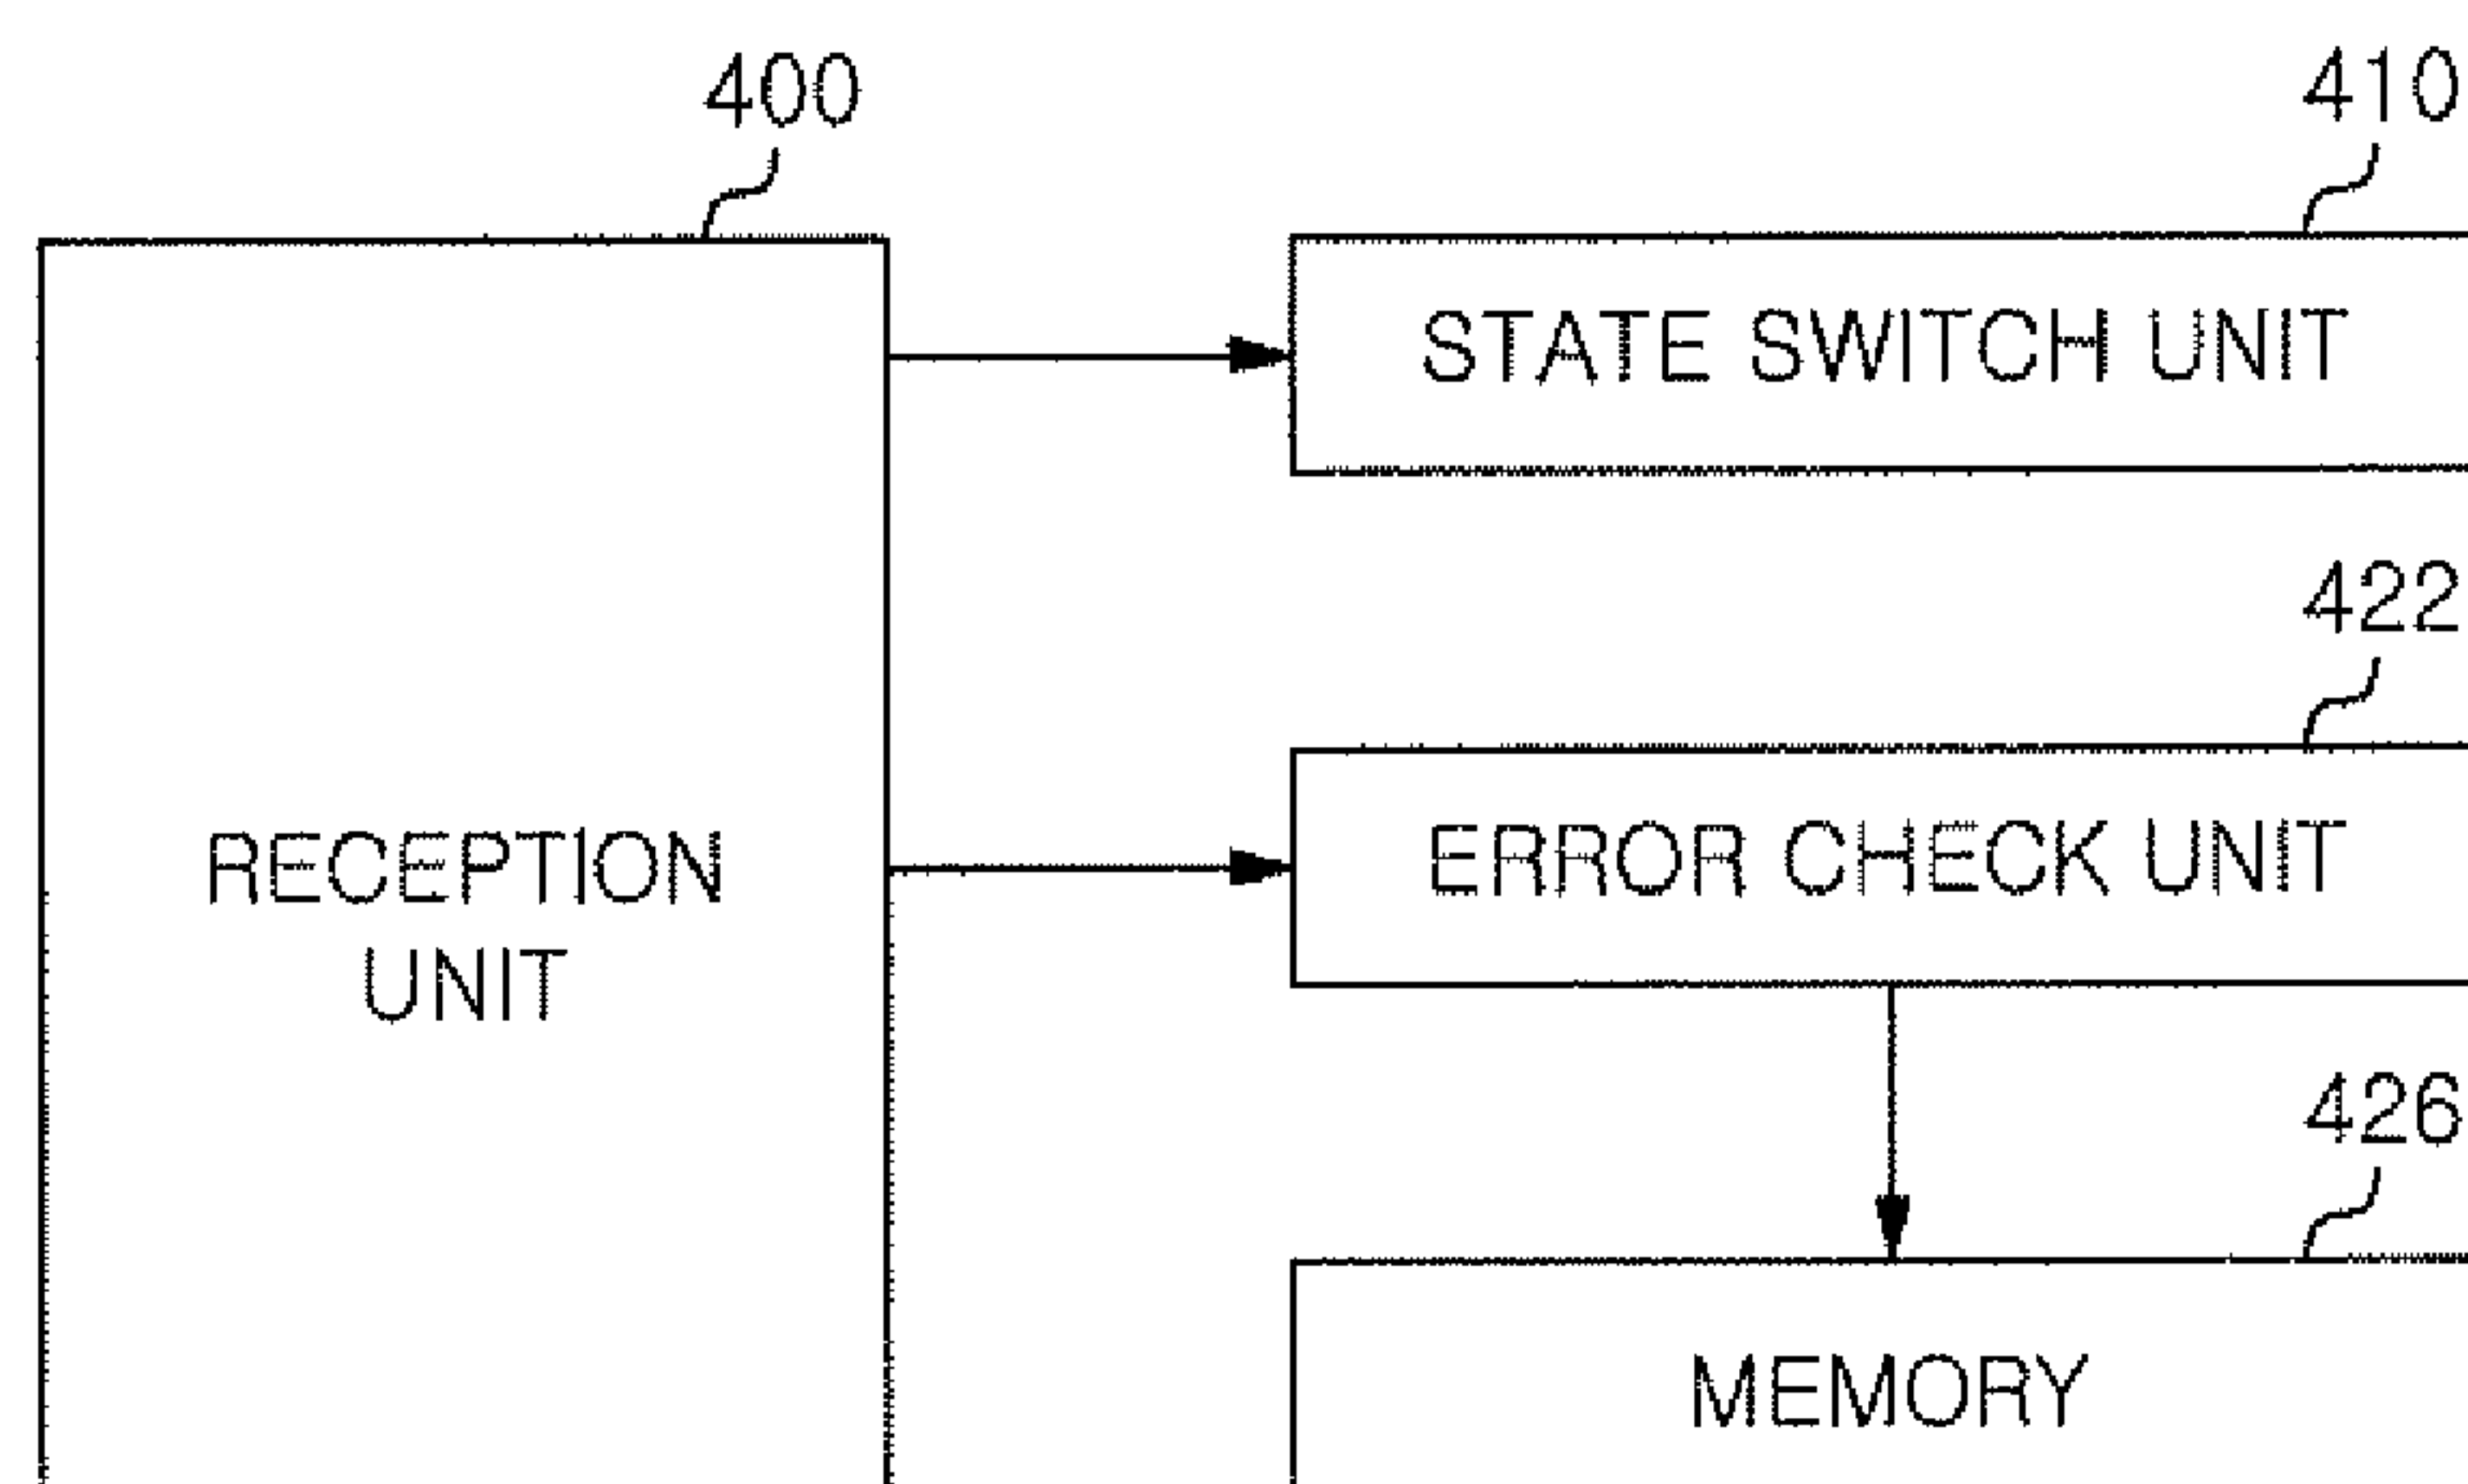 400
410
STATE SWITCH UNIT
422
RECEPTION
UNIT
ERROR CHECK UNIT
426
MEMORY